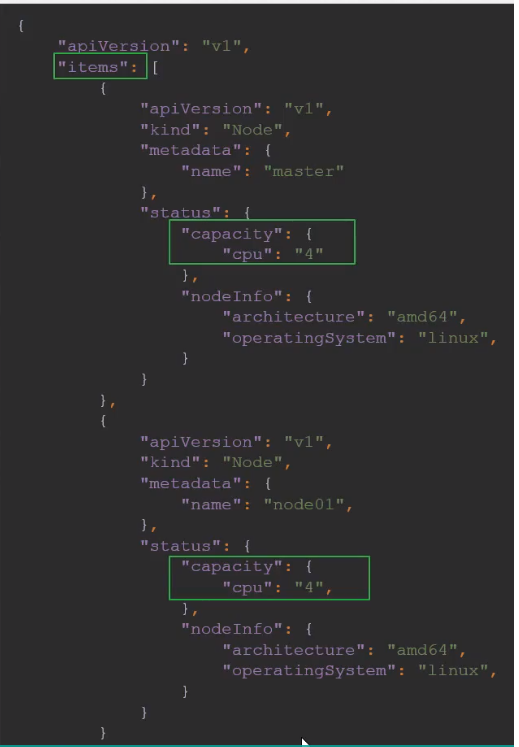 {
"apiVersion": "v1",
"items": [
{
"apiVersion": "v1",
"kind": "Node",
"metadata": {
"name": "master"
},
"status": {
"capacity": {
"cpu": "4"
},
"nodeInfo": {
"architecture": "amd64",
"operatingSystem": "linux",
}
}
},
{
"apiVersion": "v1",
"kind": "Node",
"metadata": {
"name": "node01",
},
"status": {
"capacity": {
"cpu": "4",
},
"nodeInfo": {
"architecture": "amd64",
"operatingSystem": "linux",
}
}
}